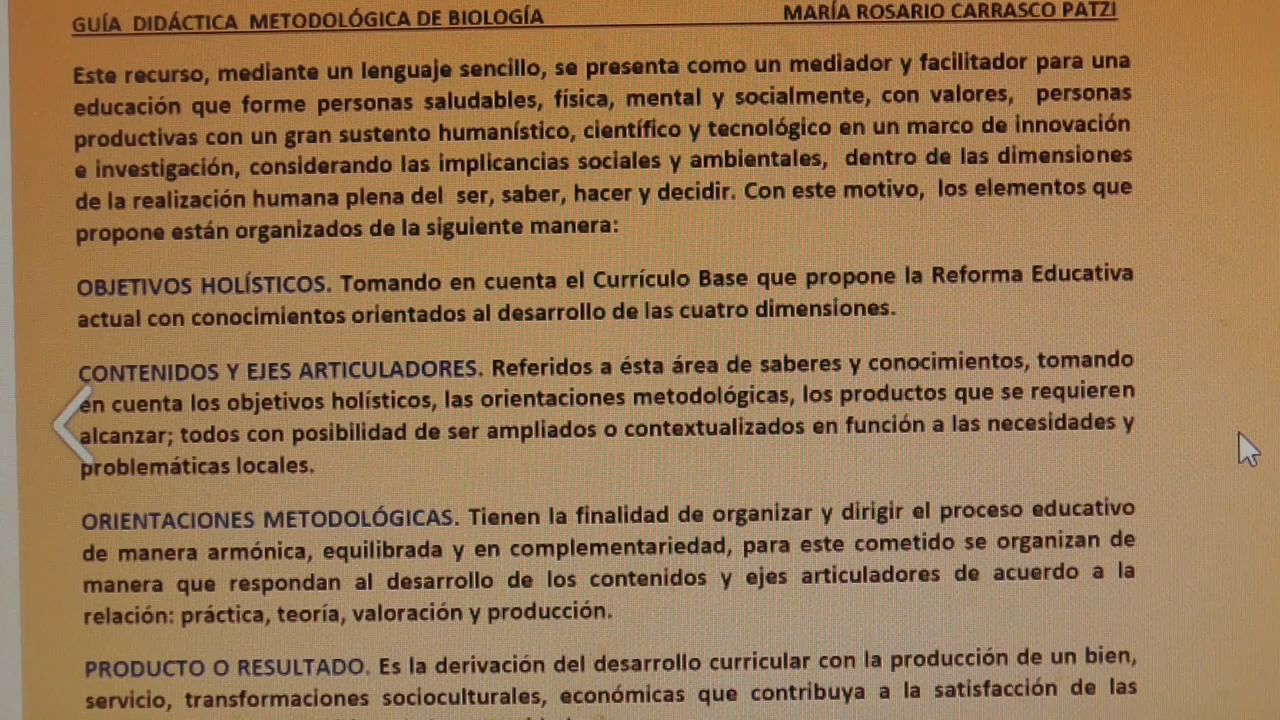 GUÍA DIDÁCTICA METODOLÓGICA DE BIOLOGÍA MARÍA ROSARIO CARRASCO PATZI
Este recurso, mediante un lenguaje sencillo, se presenta como un mediador y facilitador para una
educación que forme personas saludables, física, mental y socialmente, con valores, personas
productivas con un gran sustento humanístico, científico y tecnológico en un marco de innovación
e investigación, considerando las implicancias sociales y ambientales, dentro de las dimensiones
de la realización humana plena del ser, saber, hacer y decidir. Con este motivo, los elementos que
propone están organizados de la siguiente manera:
OBJETIVOS HOLÍSTICOS. Tomando en cuenta el Currículo Base que propone la Reforma Educativa
actual con conocimientos orientados al desarrollo de las cuatro dimensiones.
CONTENIDOS Y EJES ARTICULADORES. Referidos a ésta área de saberes y conocimientos, tomando
en cuenta los objetivos holísticos, las orientaciones metodológicas, los productos que se requieren
alcanzar; todos con posibilidad de ser ampliados o contextualizados en función a las necesidades y
problemáticas locales.
ORIENTACIONES METODOLÓGICAS. Tienen la finalidad de organizar y dirigir el proceso educativo
de manera armónica, equilibrada y en complementariedad, para este cometido se organizan de
manera que respondan al desarrollo de los contenidos y ejes articuladores de acuerdo a la
relación: práctica, teoría, valoración y producción.
PRODUCTO O RESULTADO. Es la derivación del desarrollo curricular con la producción de un bien,
servicio, transformaciones socioculturales, económicas que contribuya a la satisfacción de las